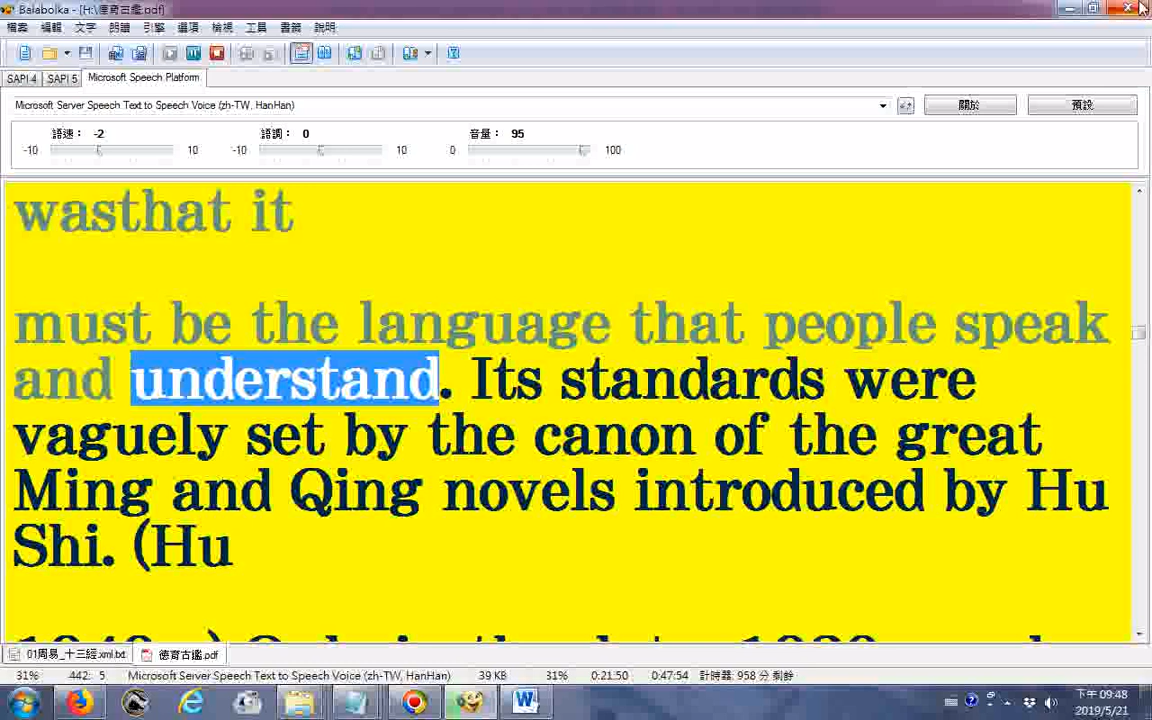 Balabolka - [H:\德育古鑑.pdf]
檔案 編輯 文字 朗讀 引擎 選項 檢視 書籤 工具 說明
SAPI 4 SAPI 5 Microsoft Speech Platform
Microsoft Server Speech Text to Speech Voice (zh-TW, HanHan) 關於 預設
語速： -2 語調： 0 音量： 95
-10 10 -10 10 0 100
wasthat it
must be the language that people speak
and understand. Its standards were
vaguely set by the canon of the great
Ming and Qing novels introduced by Hu
Shi. (Hu
01周易_十三經.xml.txt 德育古鑑.pdf
31% 442: 5 Microsoft Server Speech Text to Speech Voice (zh-TW, HanHan) 39 KB 31% 0:21:50 0:47:54 計時器: 958 分 剩餘
下午 09:48
2019/5/21